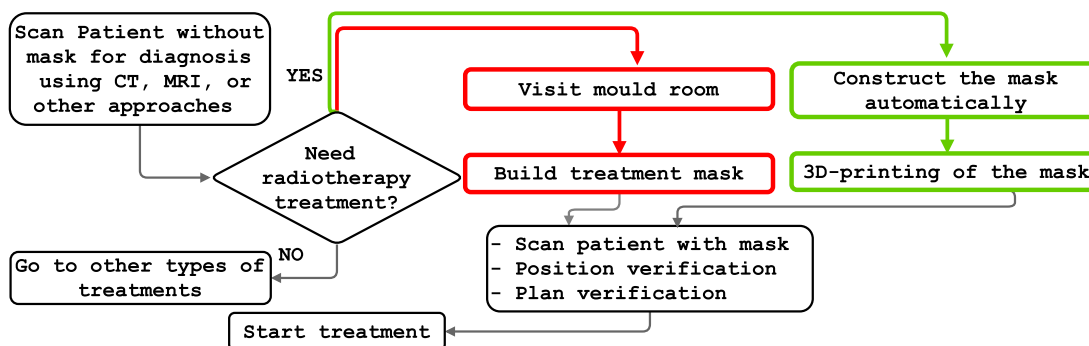 Scan Patient without
mask for diagnosis
using CT, MRI, or
other approaches
YES
Need
radiotherapy
treatment?
NO
Go to other types of
treatments
Visit mould room
Build treatment mask
Construct the mask
automatically
3D-printing of the mask
- Scan patient with mask
- Position verification
- Plan verification
Start treatment